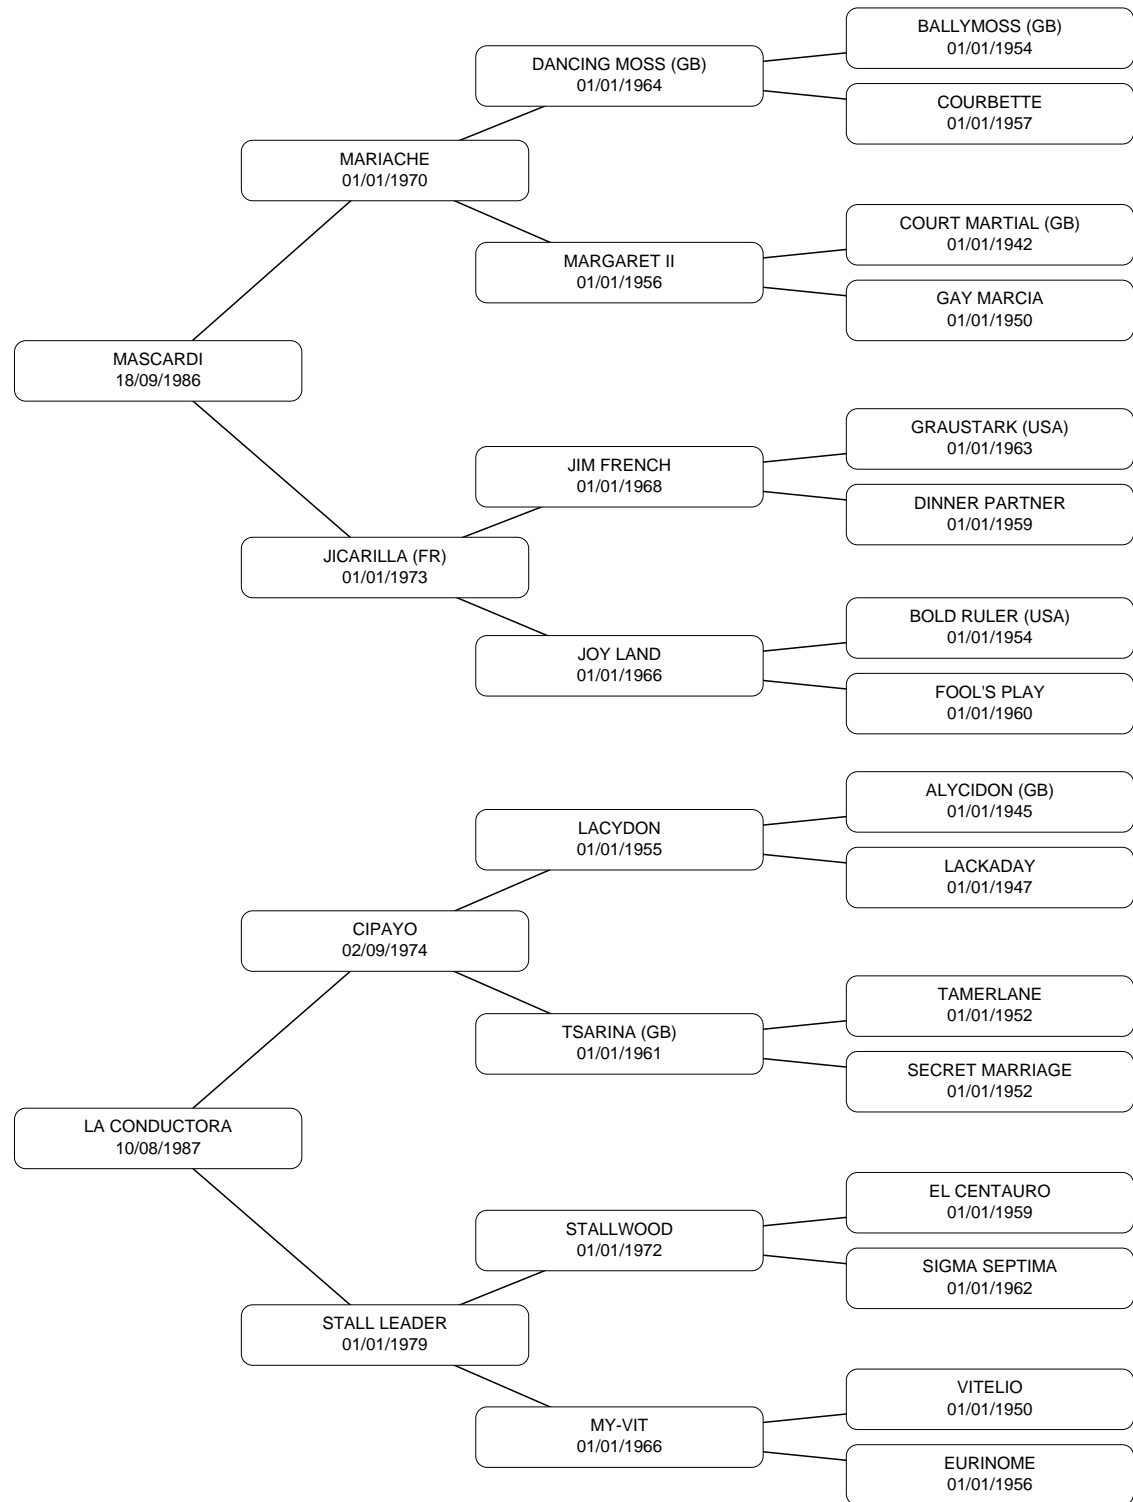 BALLYMOSS (GB)
01/01/1954
DANCING MOSS (GB)
01/01/1964
COURBETTE
01/01/1957
MARIACHE
01/01/1970
COURT MARTIAL (GB)
01/01/1942
MARGARET II
01/01/1956
GAY MARCIA
01/01/1950
MASCARDI
18/09/1986
GRAUSTARK (USA)
01/01/1963
JIM FRENCH
01/01/1968
DINNER PARTNER
01/01/1959
JICARILLA (FR)
01/01/1973
BOLD RULER (USA)
01/01/1954
JOY LAND
01/01/1966
FOOL'S PLAY
01/01/1960
ALYCIDON (GB)
01/01/1945
LACYDON
01/01/1955
LACKADAY
01/01/1947
CIPAYO
02/09/1974
TAMERLANE
01/01/1952
TSARINA (GB)
01/01/1961
SECRET MARRIAGE
01/01/1952
LA CONDUCTORA
10/08/1987
EL CENTAURO
01/01/1959
STALLWOOD
01/01/1972
SIGMA SEPTIMA
01/01/1962
STALL LEADER
01/01/1979
VITELIO
01/01/1950
MY-VIT
01/01/1966
EURINOME
01/01/1956